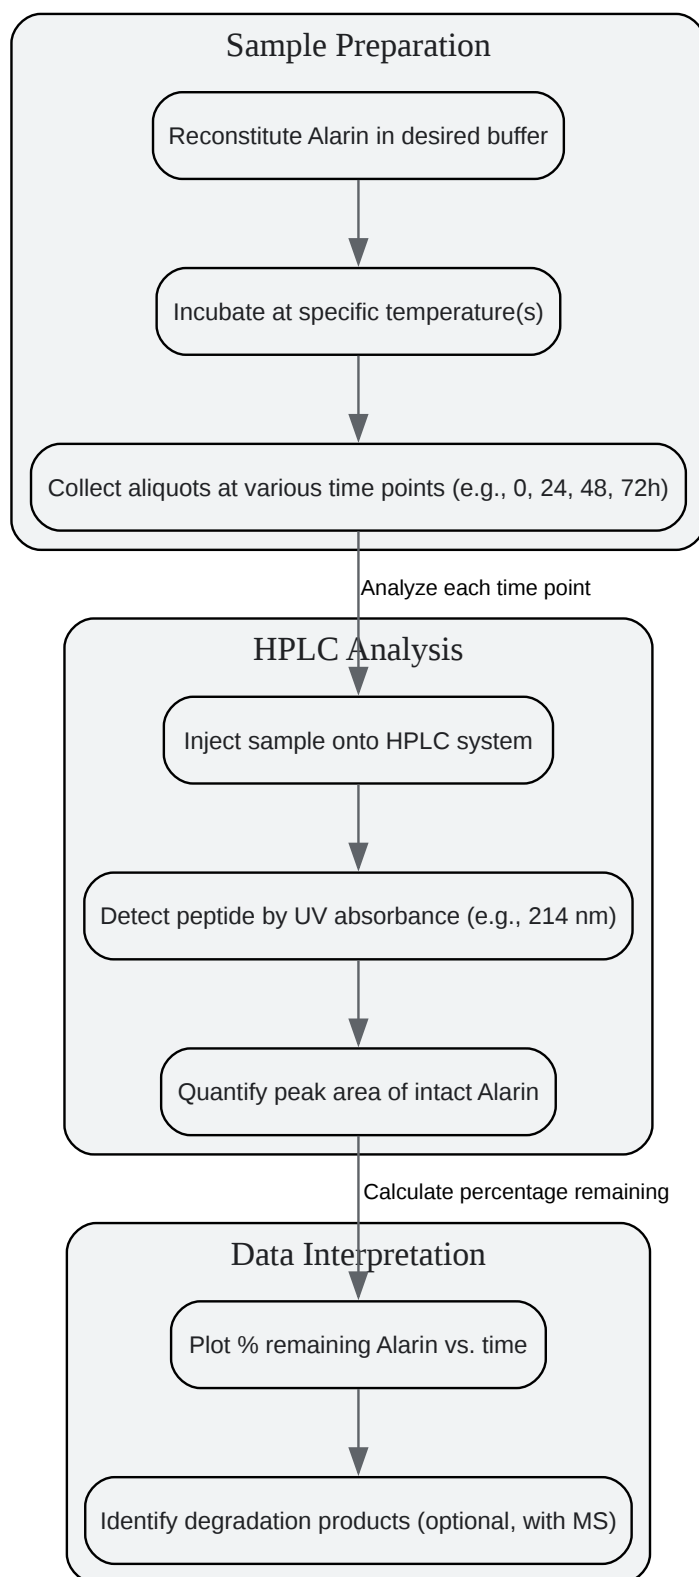 Sample Preparation
Reconstitute Alarin in desired buffer
Incubate at specific temperature(s)
Collect aliquots at various time points (e.g., 0, 24, 48, 72h)
Analyze each time point
HPLC Analysis
Inject sample onto HPLC system
Detect peptide by UV absorbance (e.g., 214 nm)
Quantify peak area of intact Alarin
Calculate percentage remaining
Data Interpretation
Plot % remaining Alarin vs. time
Identify degradation products (optional, with MS)